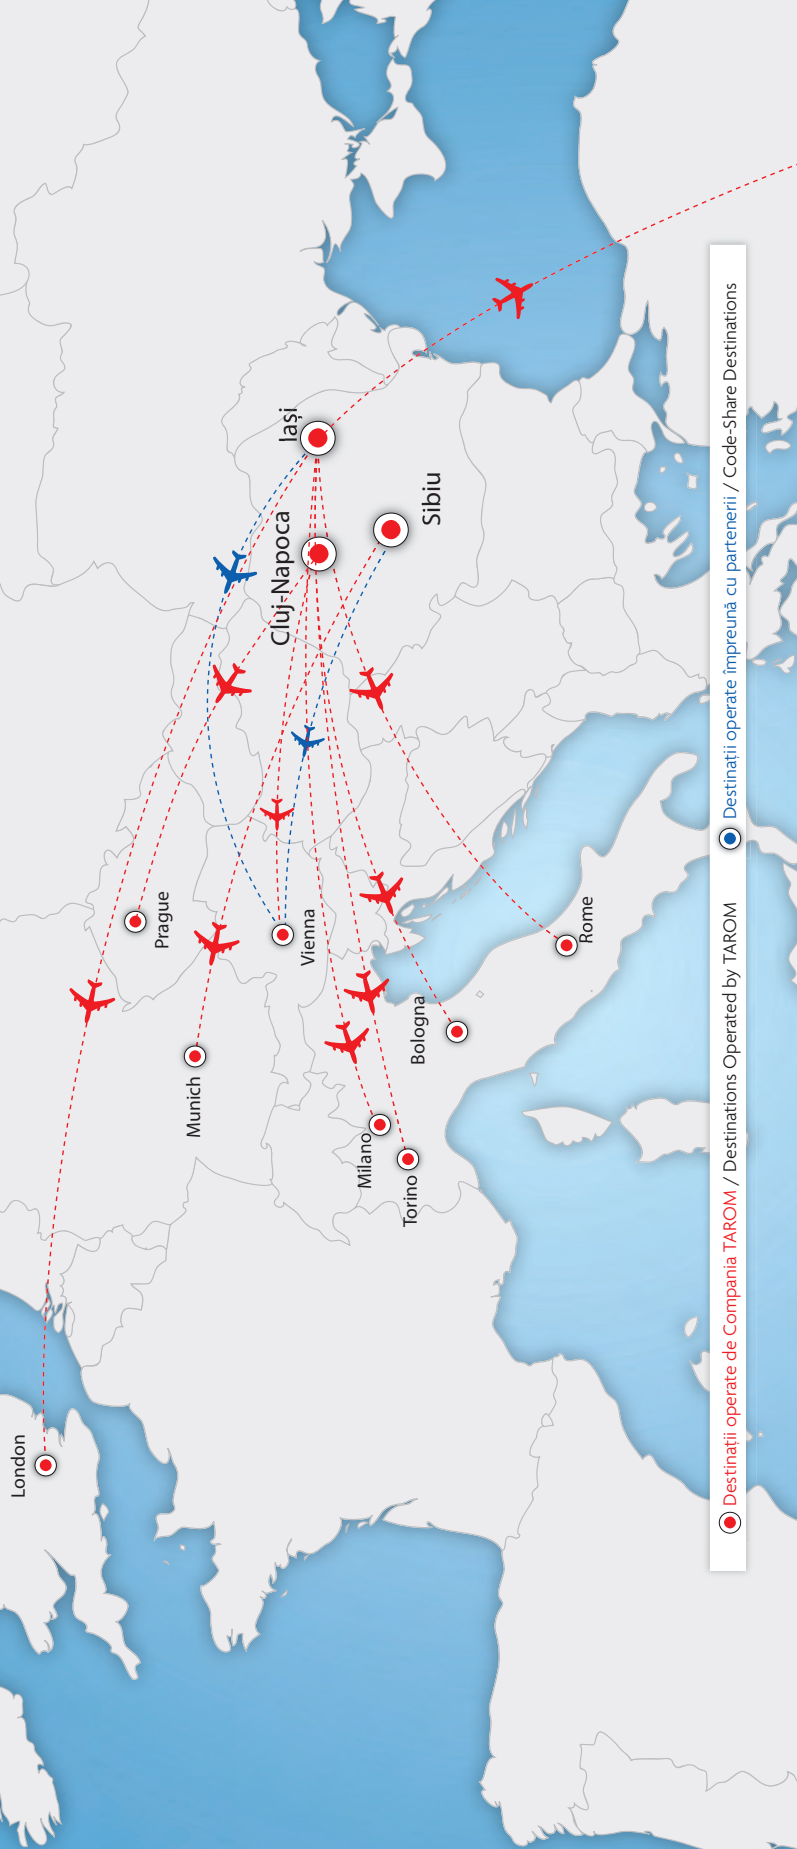 London
Prague
Munich
Vienna
Milano
Torino
Bologna
Rome
Cluj-Napoca
Iași
Sibiu
Destinații operate de Compania TAROM / Destinations Operated by TAROM
Destinații operate împreună cu partenerii / Code-Share Destinations